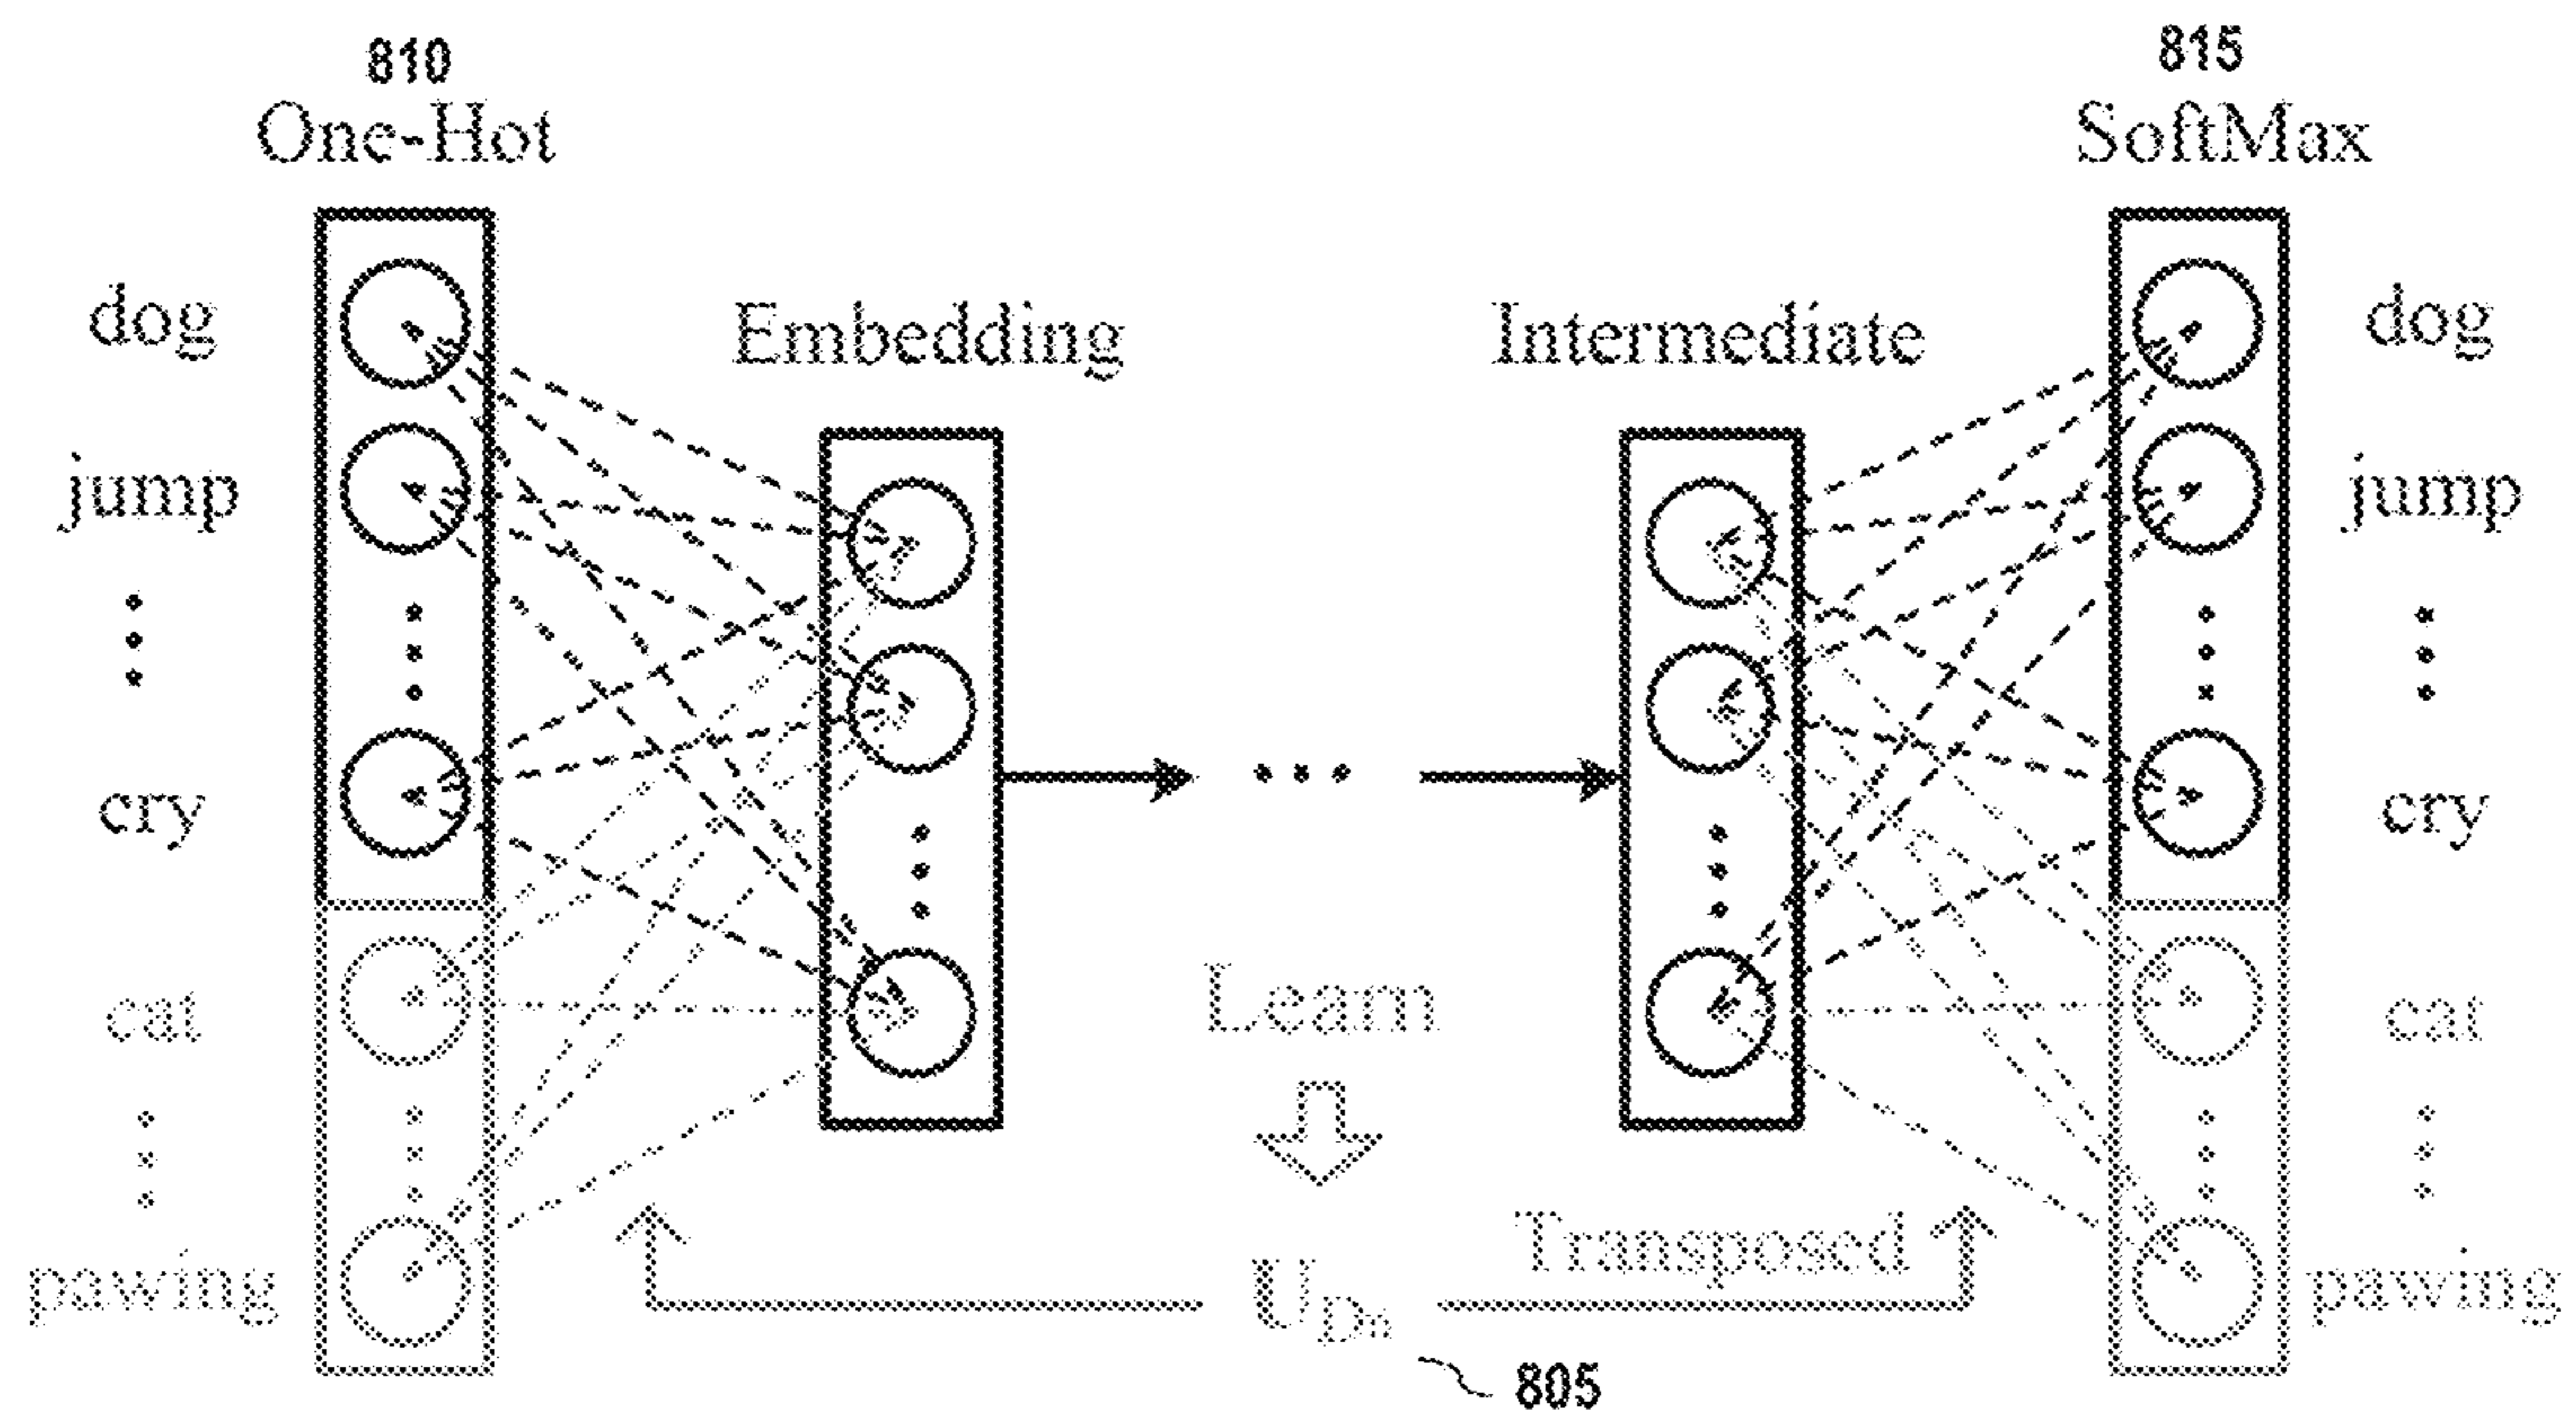 810
One-Hot
815
SoftMax
dog
jump
cry
cat
pawing
Embedding
Intermediate
dog
jump
cry
cat
pawing
Learn
Transposed
U_Dn
805